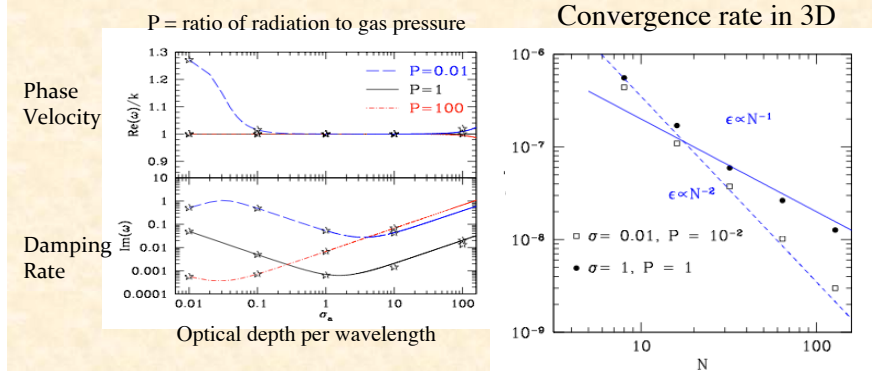 P = ratio of radiation to gas pressure
Phase
Velocity
Re(ω)/k
1.3
1.2
1.1
1
0.9
P=0.01
P=1
P=100
Damping
Rate
Im(ω)
10
1
0.1
0.01
0.001
0.0001
0.01 0.1 1 10 100
σₐ
Optical depth per wavelength
Convergence rate in 3D
10⁻⁶
10⁻⁷
10⁻⁸
10⁻⁹
ε∝N⁻¹
ε∝N⁻²
σ= 0.01, P = 10⁻²
σ= 1, P = 1
10 100
N